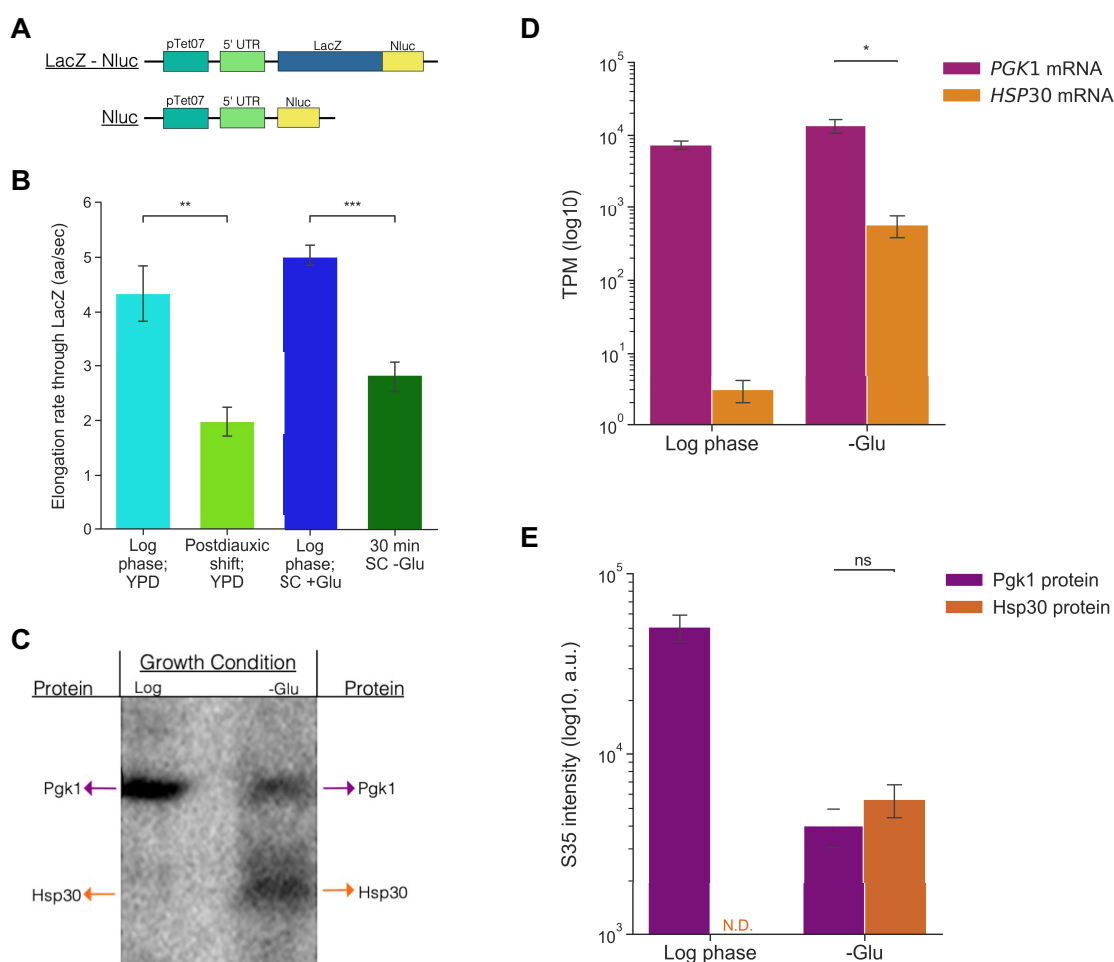 A
pTet07 5' UTR LacZ Nluc
LacZ - Nluc
pTet07 5' UTR Nluc
Nluc
B
Elongation rate through LacZ (aa/sec)
6
5
4
3
2
1
0
** ***
Log phase; YPD
Postdiauxic shift; YPD
Log phase; SC +Glu
30 min SC -Glu
C
Growth Condition
Protein Log -Glu Protein
Pgk1 Pgk1
Hsp30 Hsp30
D
TPM (log10)
10^5
10^4
10^3
10^2
10^1
10^0
*
PGK1 mRNA
HSP30 mRNA
Log phase -Glu
E
S35 intensity (log10, a.u.)
10^5
10^4
10^3
ns
Pgk1 protein
Hsp30 protein
N.D.
Log phase -Glu